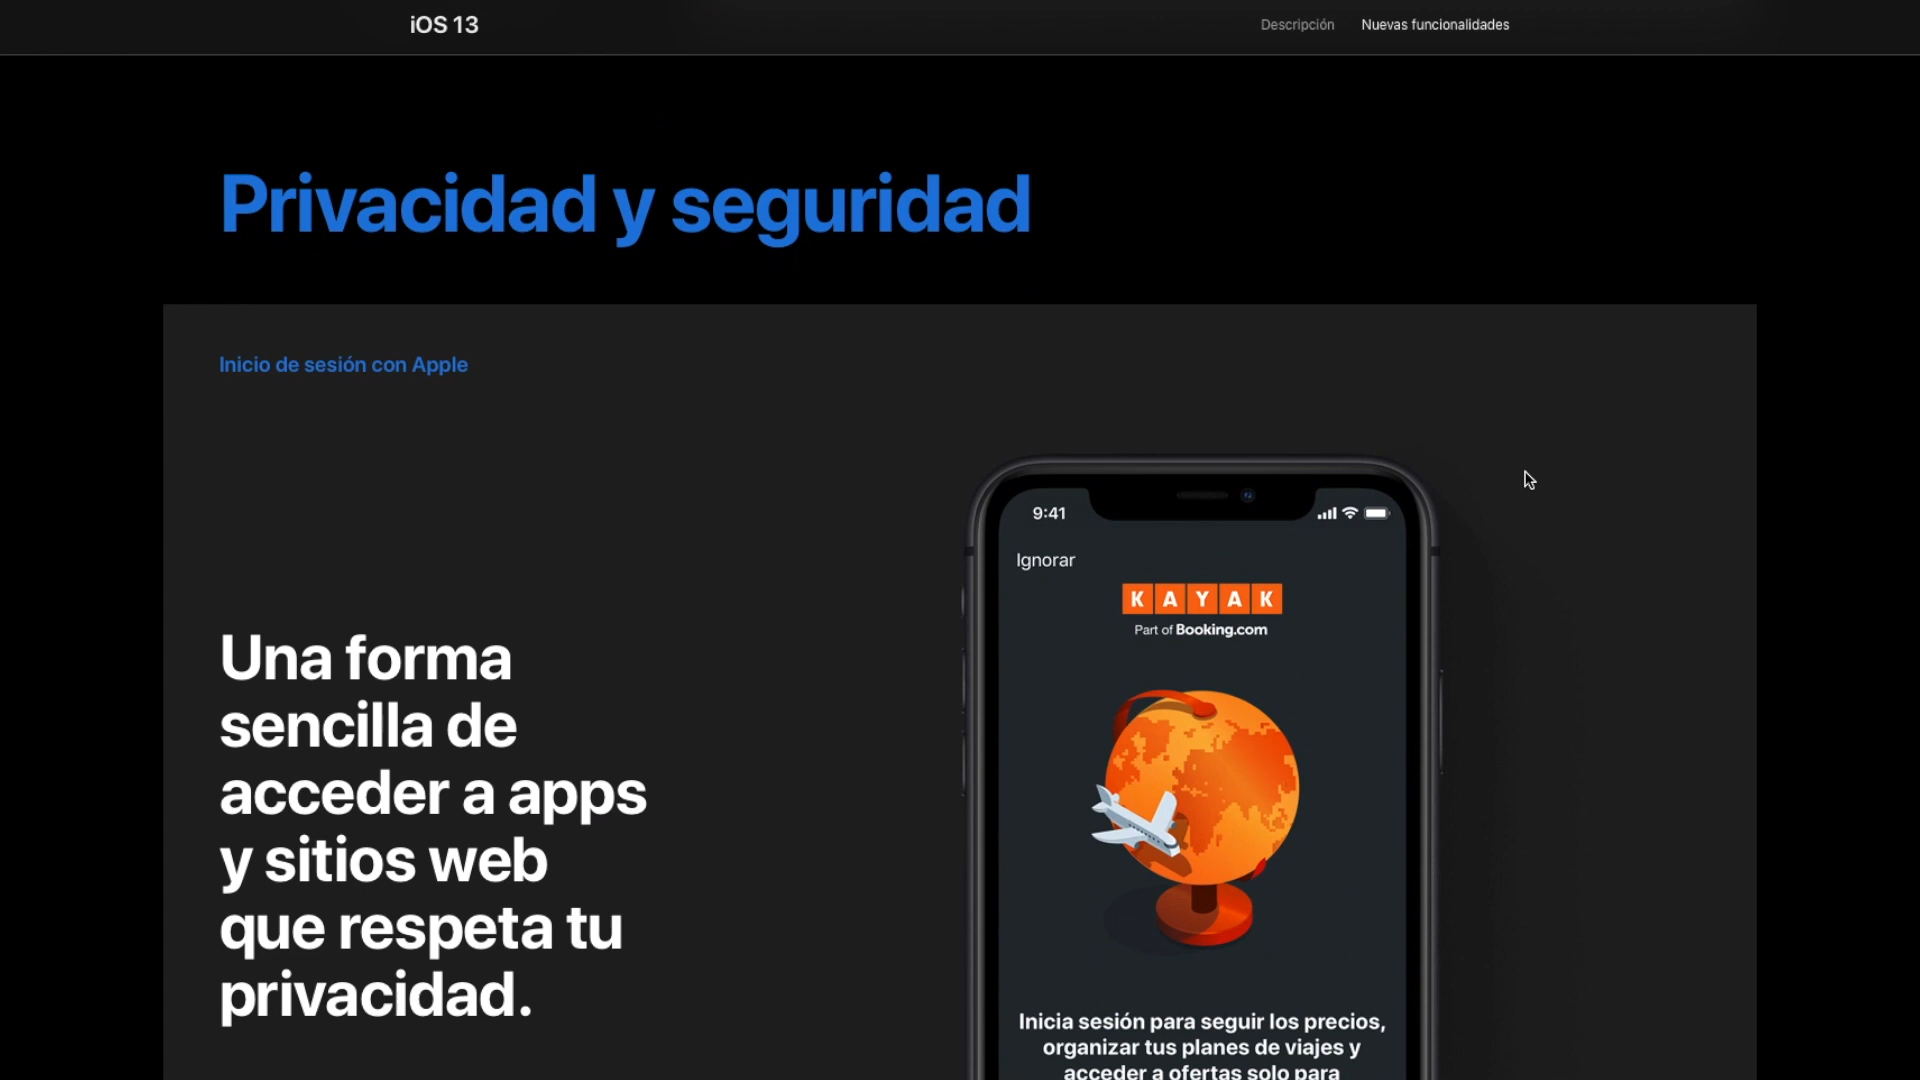 iOS 13
Descripción
Nuevas funcionalidades
Privacidad y seguridad
Inicio de sesión con Apple
Una forma
sencilla de
acceder a apps
y sitios web
que respeta tu
privacidad.
9:41
Ignorar
KAYAK
Part of Booking.com
Inicia sesión para seguir los precios,
organizar tus planes de viajes y
acceder a ofertas solo para